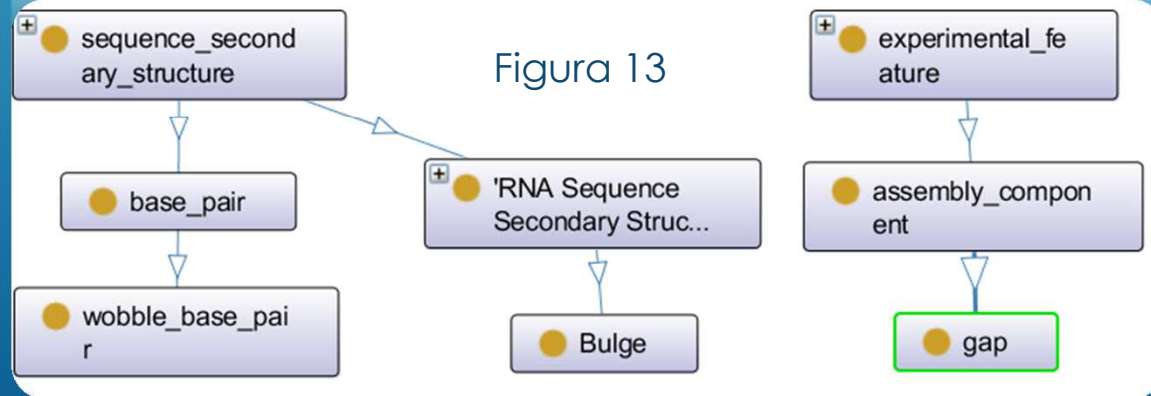 sequence_second
ary_structure
Figura 13
experimental_fe
ature
base_pair
'RNA Sequence
Secondary Struc...
assembly_compon
ent
wobble_base_pai
r
Bulge
gap